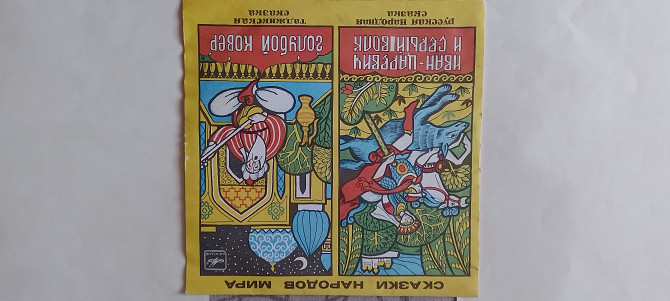 СКАЗКИ НАРОДОВ МИРА
ИВАН-ЦАРЕВИЧ
И СЕРЫЙ ВОЛК
русская народная
сказка
ГОЛУБОЙ КОВЕР
таджикская
сказка